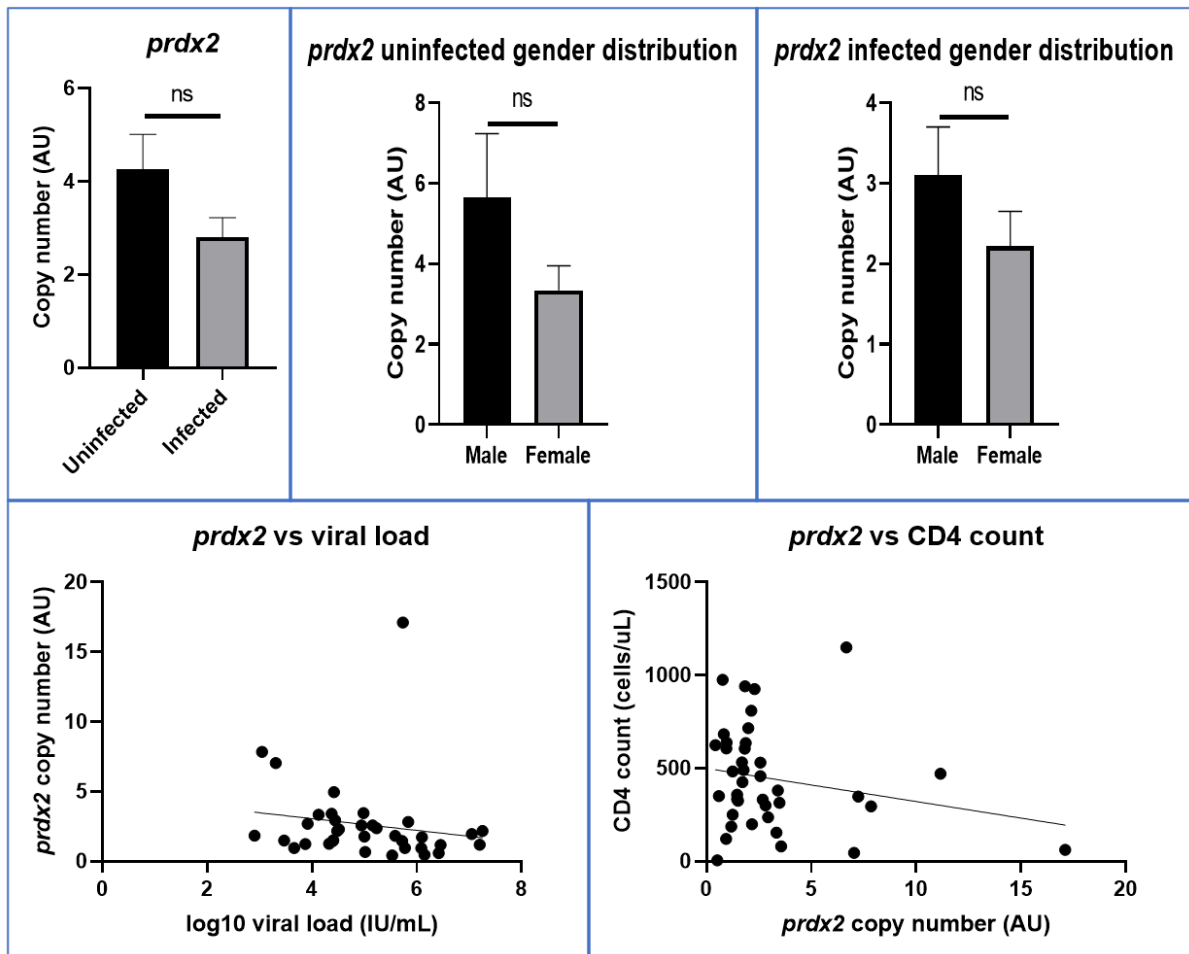 prdx2
ns
Copy number (AU)
6
4
2
0
Uninfected
Infected
prdx2 uninfected gender distribution
ns
Copy number (AU)
8
6
4
2
0
Male Female
prdx2 infected gender distribution
ns
Copy number (AU)
4
3
2
1
0
Male Female
prdx2 vs viral load
prdx2 copy number (AU)
20
15
10
5
0
0 2 4 6 8
log10 viral load (IU/mL)
prdx2 vs CD4 count
CD4 count (cells/uL)
1500
1000
500
0
0 5 10 15 20
prdx2 copy number (AU)